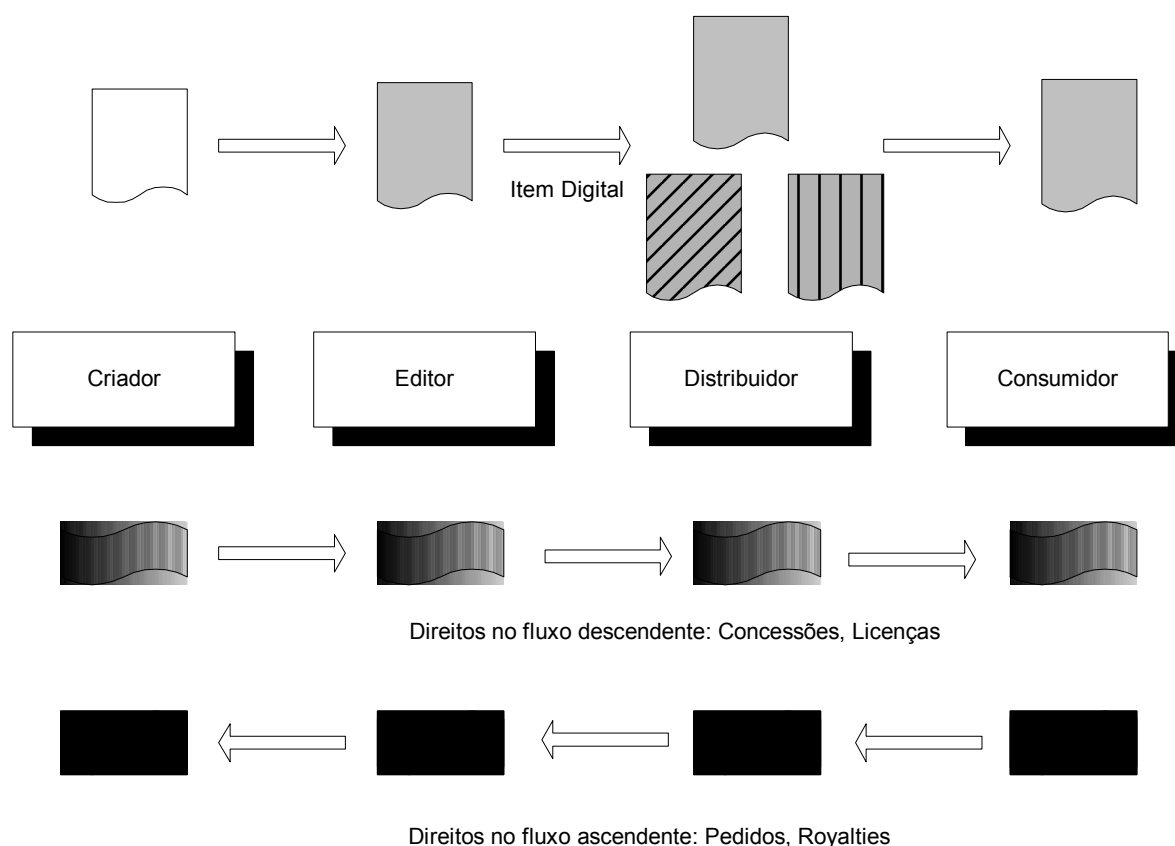 Item Digital
Criador
Editor
Distribuidor
Consumidor
Direitos no fluxo descendente: Concessões, Licenças
Direitos no fluxo ascendente: Pedidos, Royalties